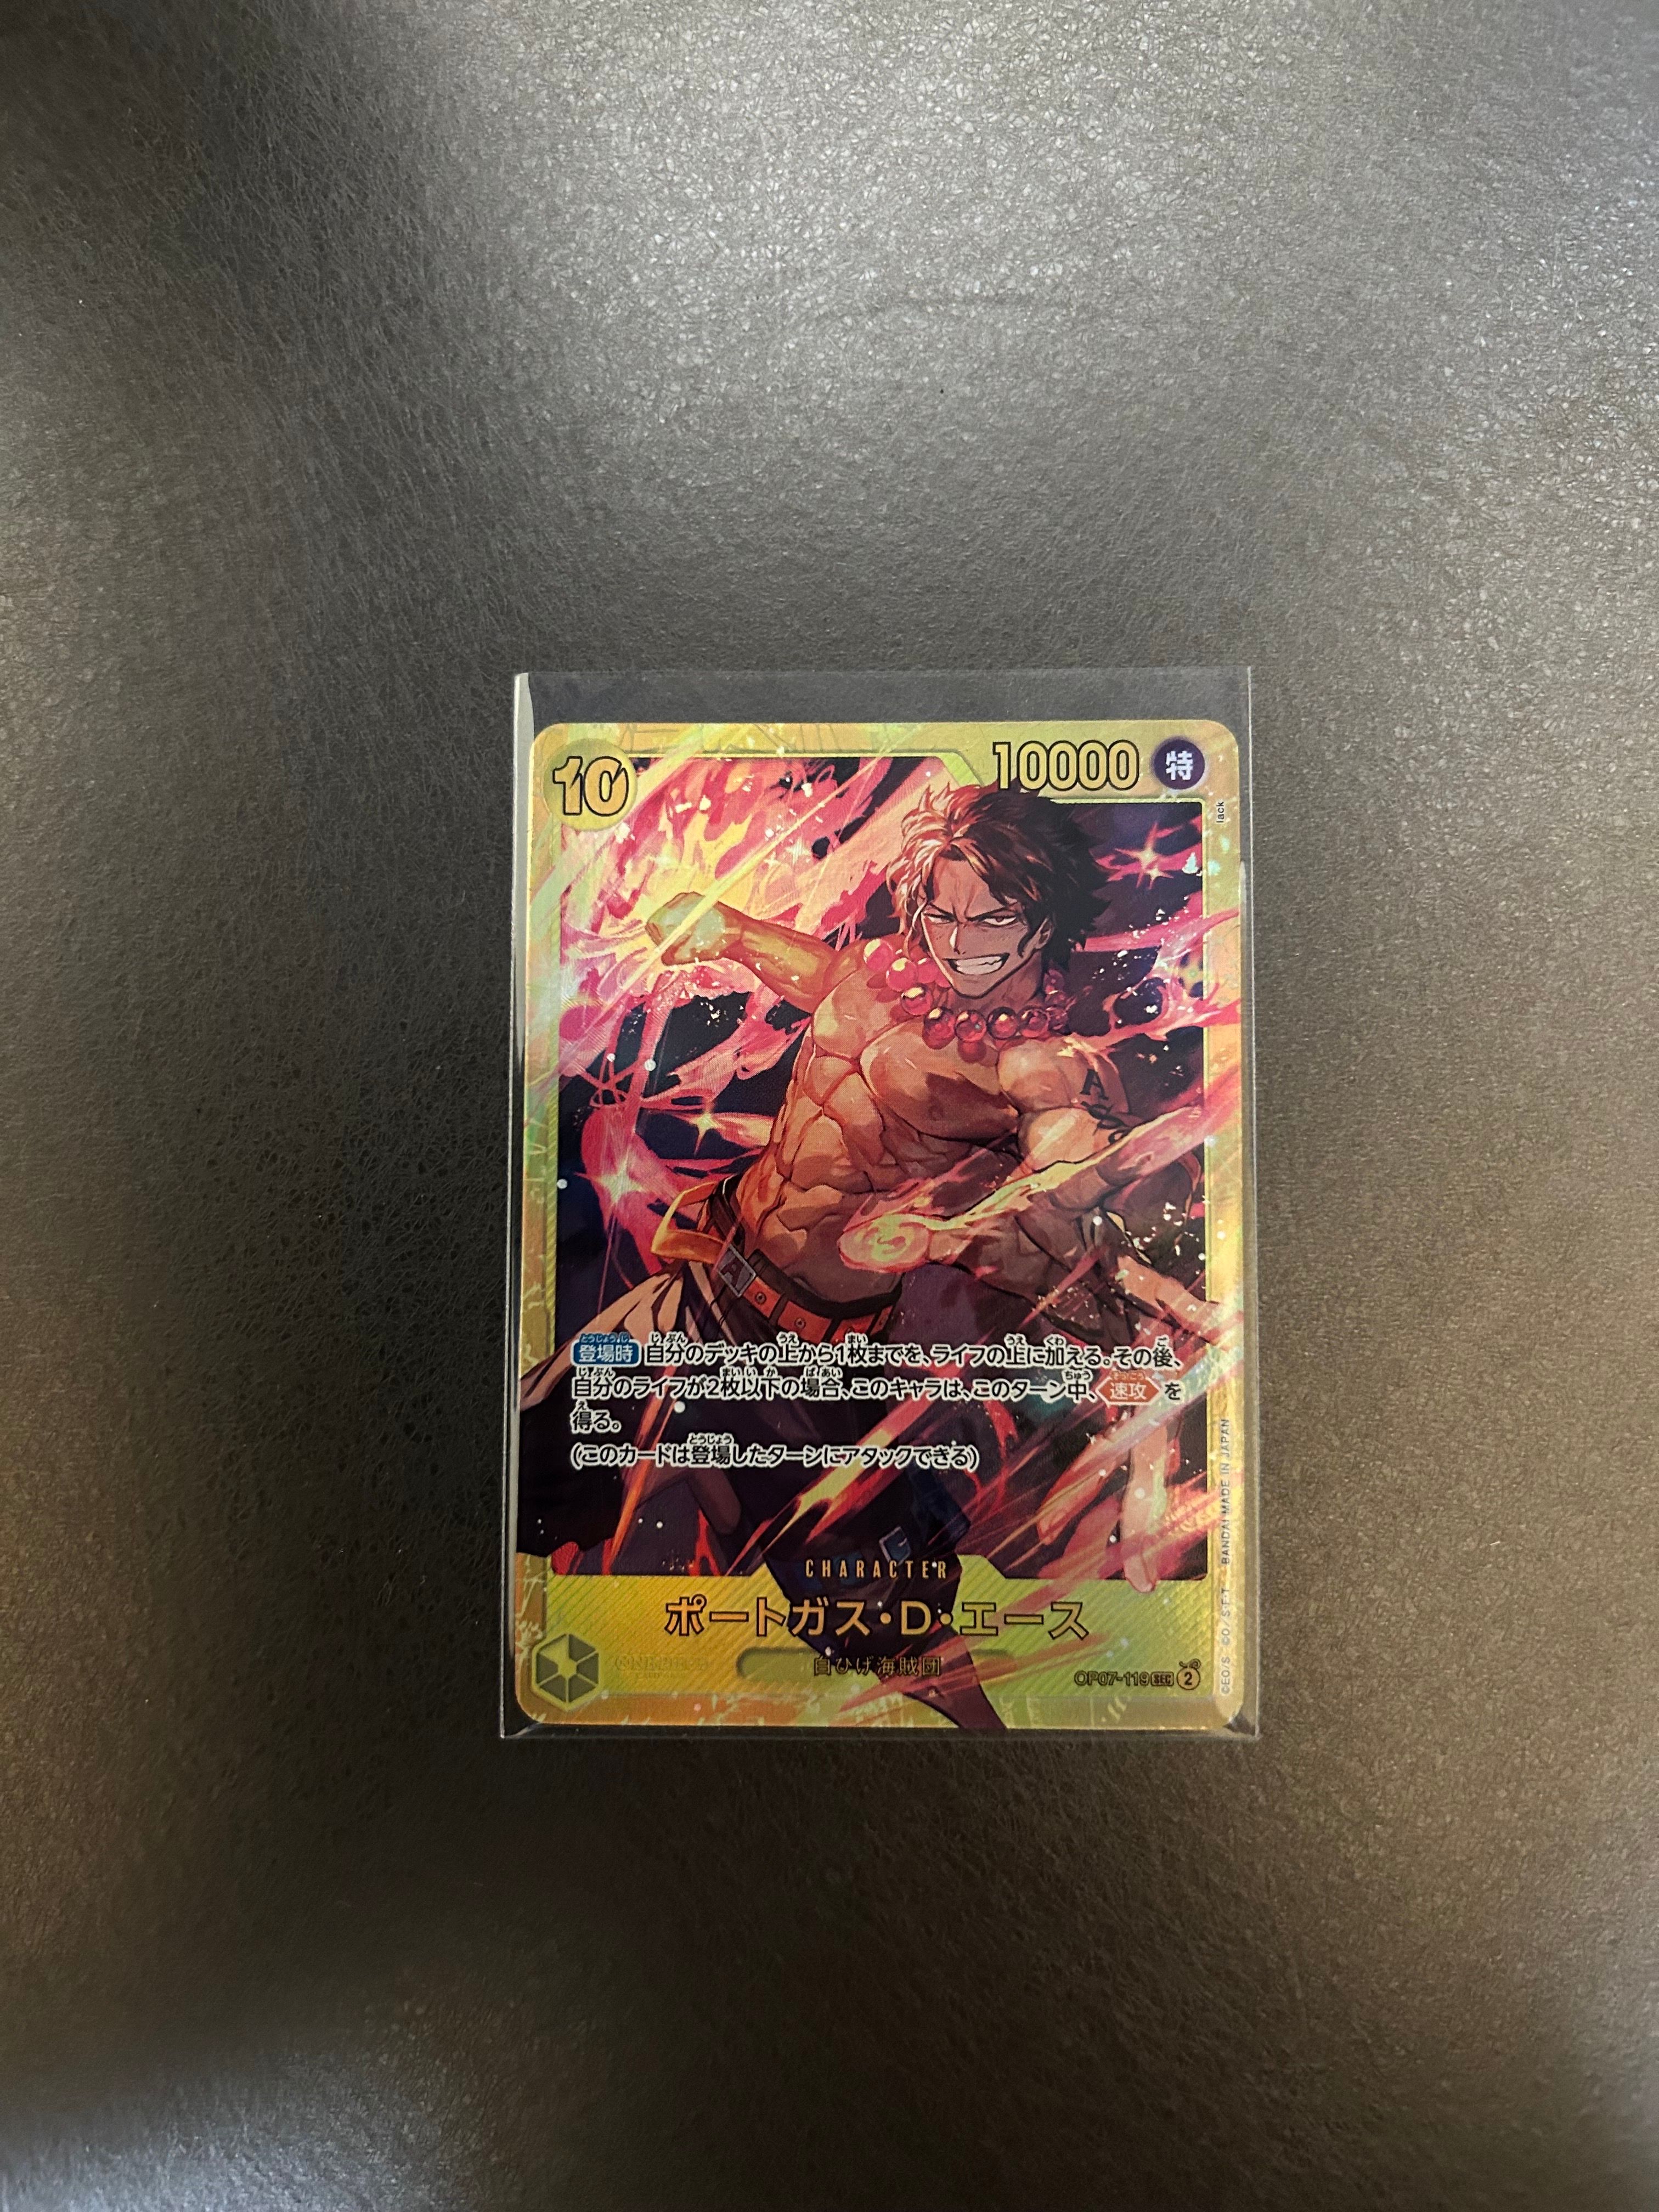 10
10000
特
lack
A
登場時 自分のデッキの上から1枚までを、ライフの上に加える。その後、
自分のライフが2枚以下の場合、このキャラは、このターン中、速攻 を
得る。
(このカードは登場したターンにアタックできる)
CHARACTER
ポートガス・D・エース
白ひげ海賊団
OP07-119 SEC 2
©E.O/S. ©O/S.F,T BANDAI MADE IN JAPAN